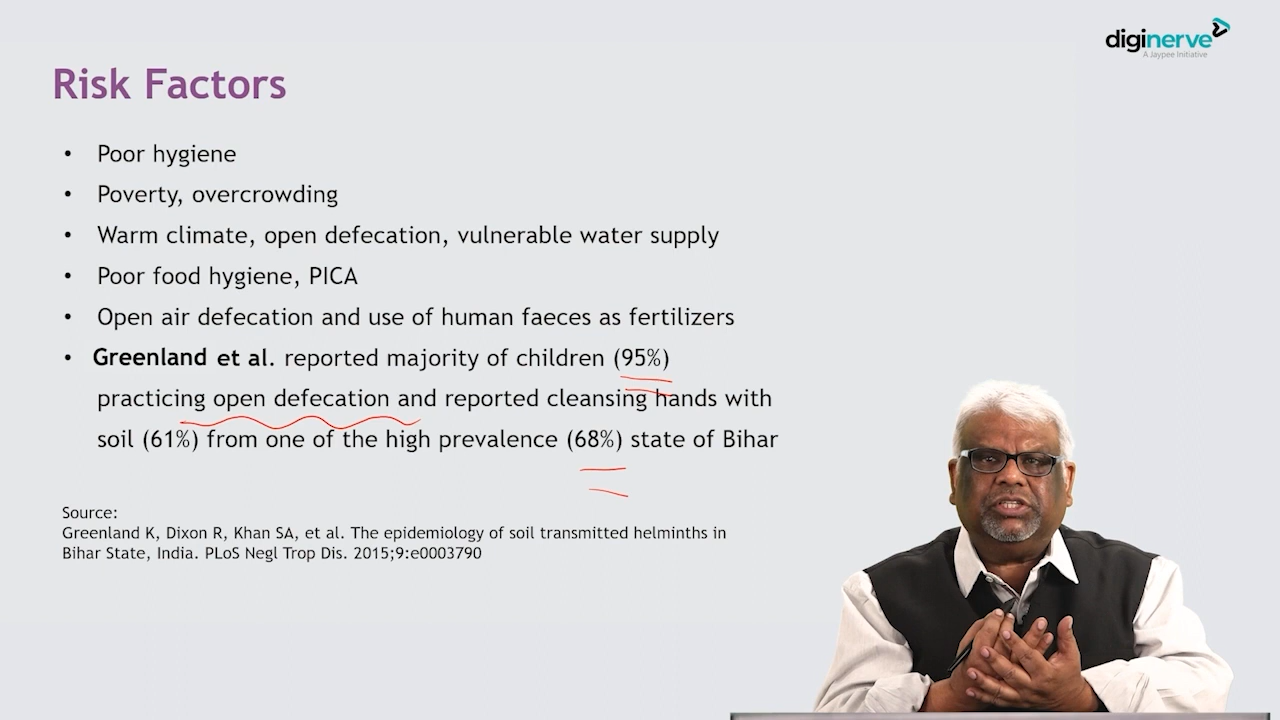 diginerve
A Jaypee Initiative
Risk Factors
• Poor hygiene
• Poverty, overcrowding
• Warm climate, open defecation, vulnerable water supply
• Poor food hygiene, PICA
• Open air defecation and use of human faeces as fertilizers
• Greenland et al. reported majority of children (95%)
practicing open defecation and reported cleansing hands with
soil (61%) from one of the high prevalence (68%) state of Bihar
Source:
Greenland K, Dixon R, Khan SA, et al. The epidemiology of soil transmitted helminths in
Bihar State, India. PLoS Negl Trop Dis. 2015;9:e0003790